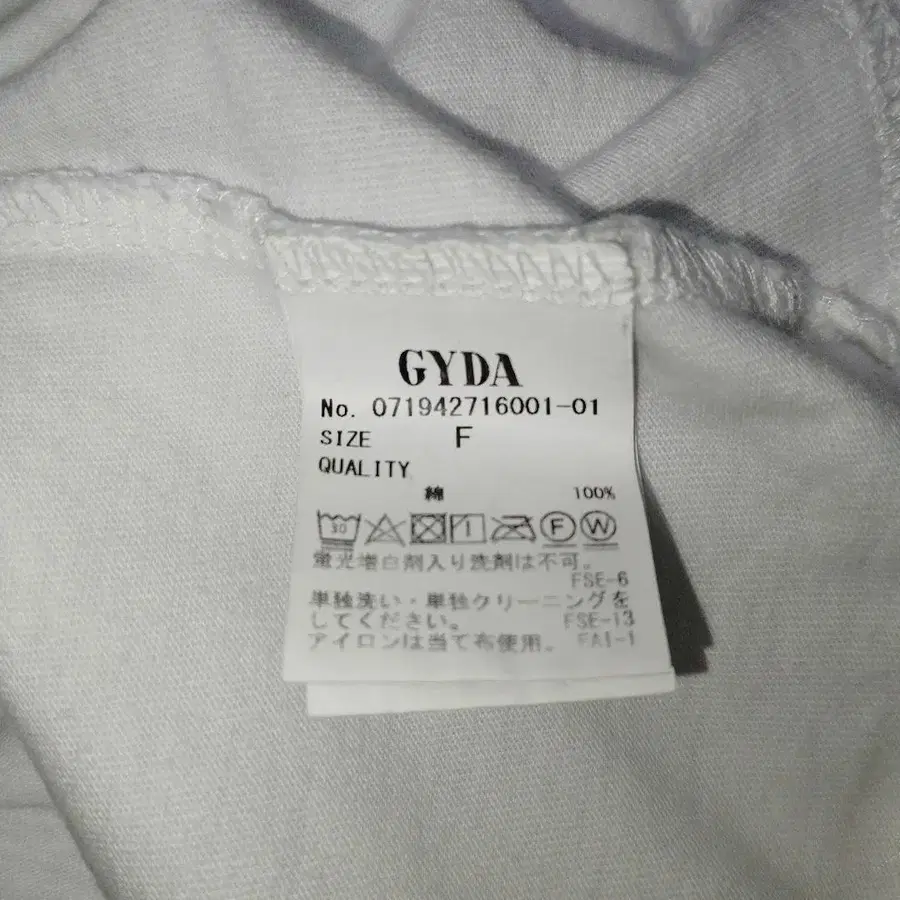 GYDA
No. 071942716001-01
SIZE F
QUALITY
綿 100%
30 F W
蛍光増白剤入り洗剤は不可。
FSE-6
単独洗い・単独クリーニングを
してください。 FSE-13
アイロンは当て布使用。 FAI-1